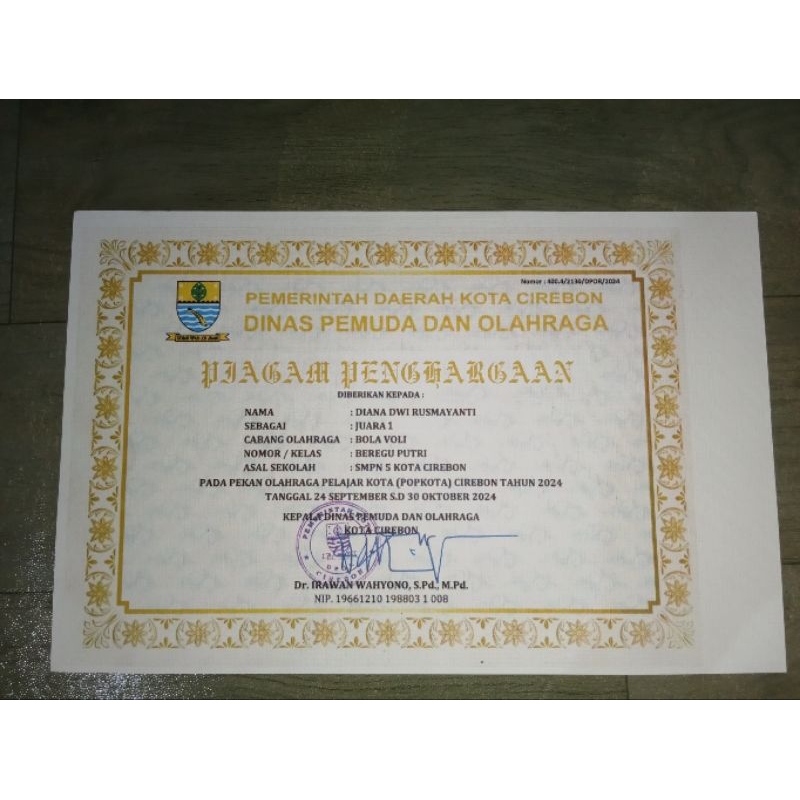 Nomor : 400.4/2136/DPOR/2024
PEMERINTAH DAERAH KOTA CIREBON
DINAS PEMUDA DAN OLAHRAGA
PIAGAM PENGHARGAAN
DIBERIKAN KEPADA :
NAMA : DIANA DWI RUSMAYANTI
SEBAGAI : JUARA 1
CABANG OLAHRAGA : BOLA VOLI
NOMOR / KELAS : BEREGU PUTRI
ASAL SEKOLAH : SMPN 5 KOTA CIREBON
PADA PEKAN OLAHRAGA PELAJAR KOTA (POPKOTA) CIREBON TAHUN 2024
TANGGAL 24 SEPTEMBER S.D 30 OKTOBER 2024
KEPALA DINAS PEMUDA DAN OLAHRAGA
KOTA CIREBON
Dr. IRAWAN WAHYONO, S.Pd., M.Pd.
NIP. 19661210 198803 1 008